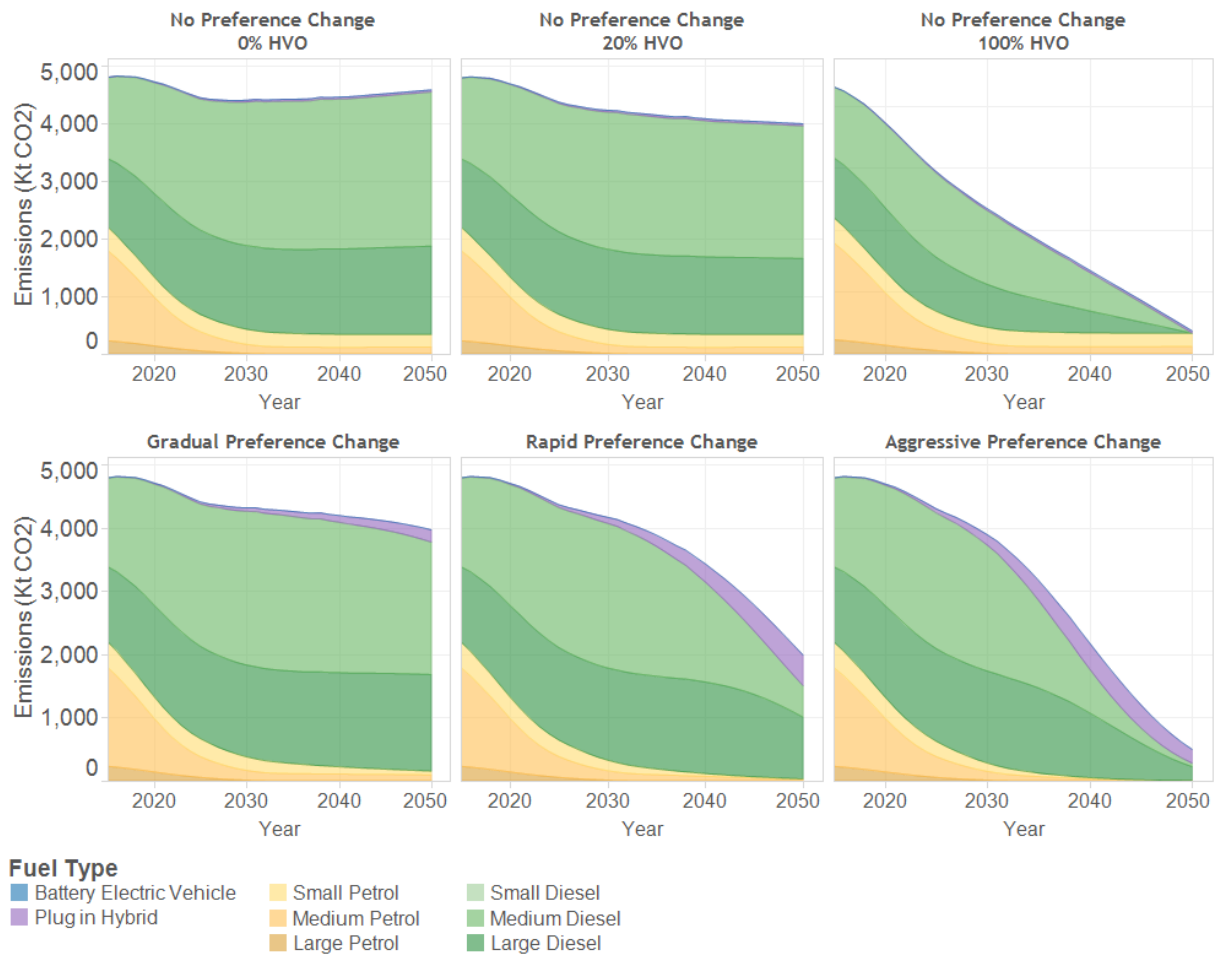 No Preference Change
0% HVO
No Preference Change
20% HVO
No Preference Change
100% HVO
Emissions (Kt CO2)
5,000
4,000
3,000
2,000
1,000
0
2020 2030 2040 2050
2020 2030 2040 2050
2020 2030 2040 2050
Year
Year
Year
Gradual Preference Change
Rapid Preference Change
Aggressive Preference Change
Emissions (Kt CO2)
5,000
4,000
3,000
2,000
1,000
0
2020 2030 2040 2050
2020 2030 2040 2050
2020 2030 2040 2050
Year
Year
Year
Fuel Type
Battery Electric Vehicle
Plug in Hybrid
Small Petrol
Medium Petrol
Large Petrol
Small Diesel
Medium Diesel
Large Diesel